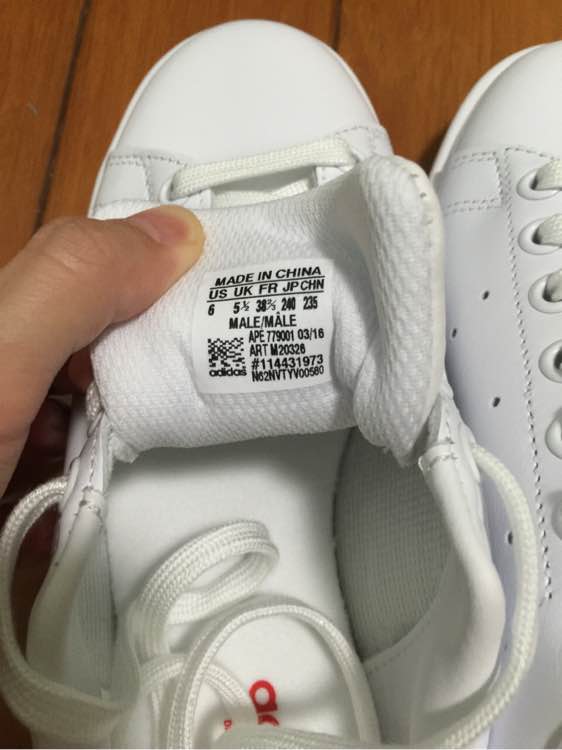 MADE IN CHINA
US UK FR JP CHN
6 5½ 38⅔ 240 235
MALE/MÂLE
APE 779001 03/16
ART M20326
#114431973
adidas N62NVTYV00580